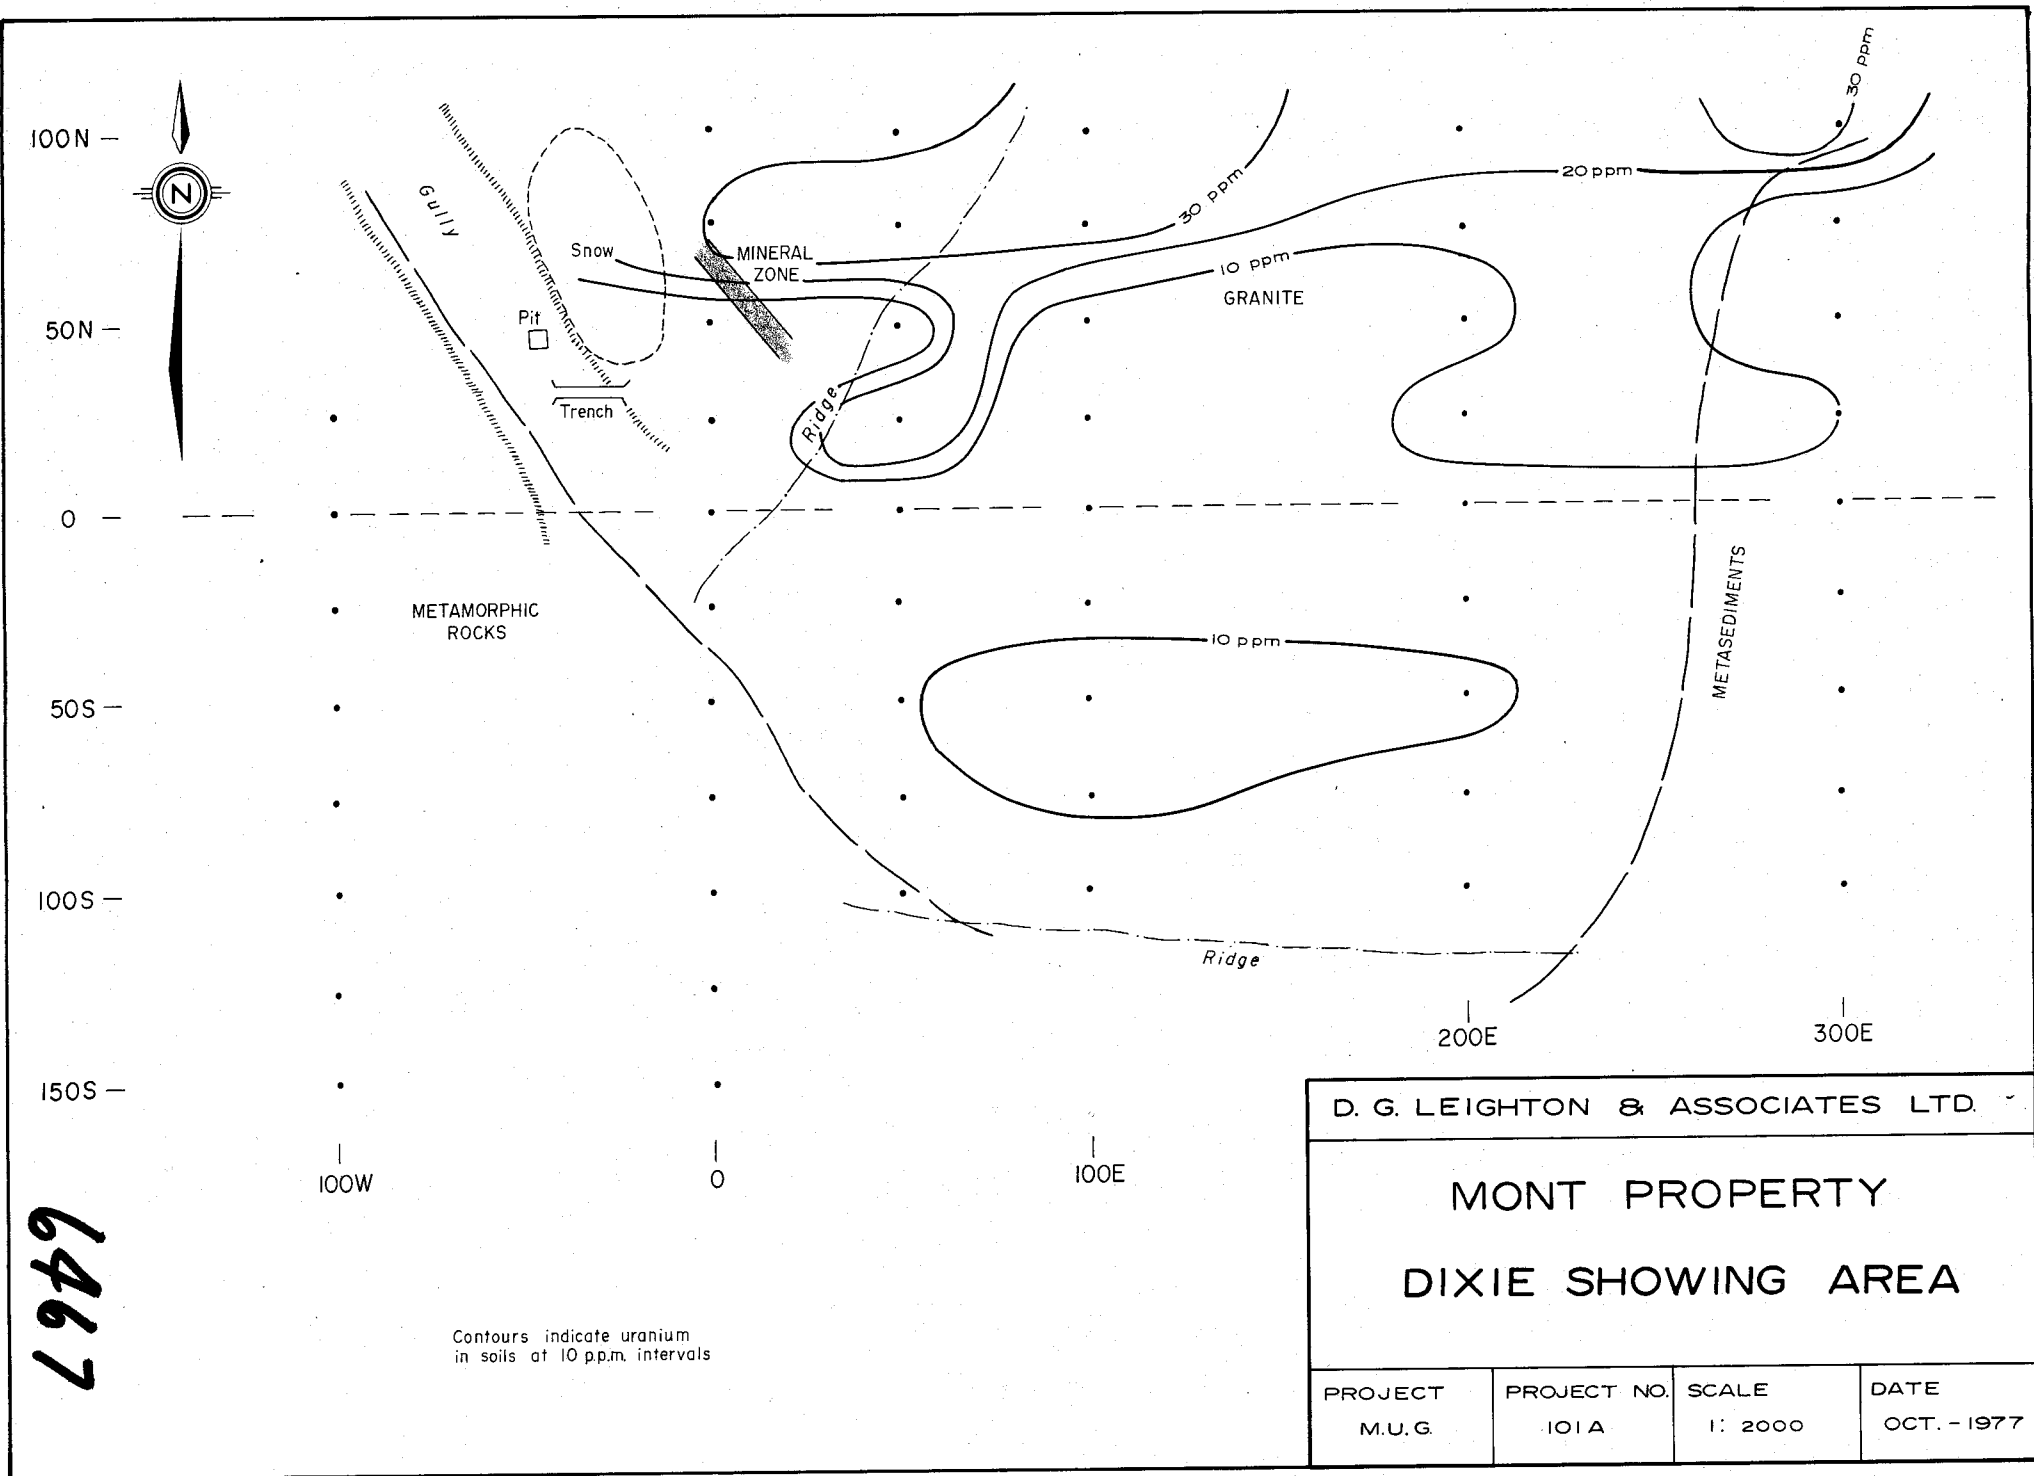 30 ppm
100N
N
Gully
20 ppm
30 ppm
Snow
MINERAL
ZONE
10 ppm
GRANITE
50N
Pit
Trench
Ridge
0
METAMORPHIC
ROCKS
METASEDIMENTS
10 ppm
50S
100S
Ridge
200E
300E
150S
100W
0
100E
D. G. LEIGHTON & ASSOCIATES LTD.
MONT PROPERTY
DIXIE SHOWING AREA
6467
Contours indicate uranium
in soils at 10 p.p.m. intervals
PROJECT
M.U.G.
PROJECT NO.
101A
SCALE
1: 2000
DATE
OCT. - 1977